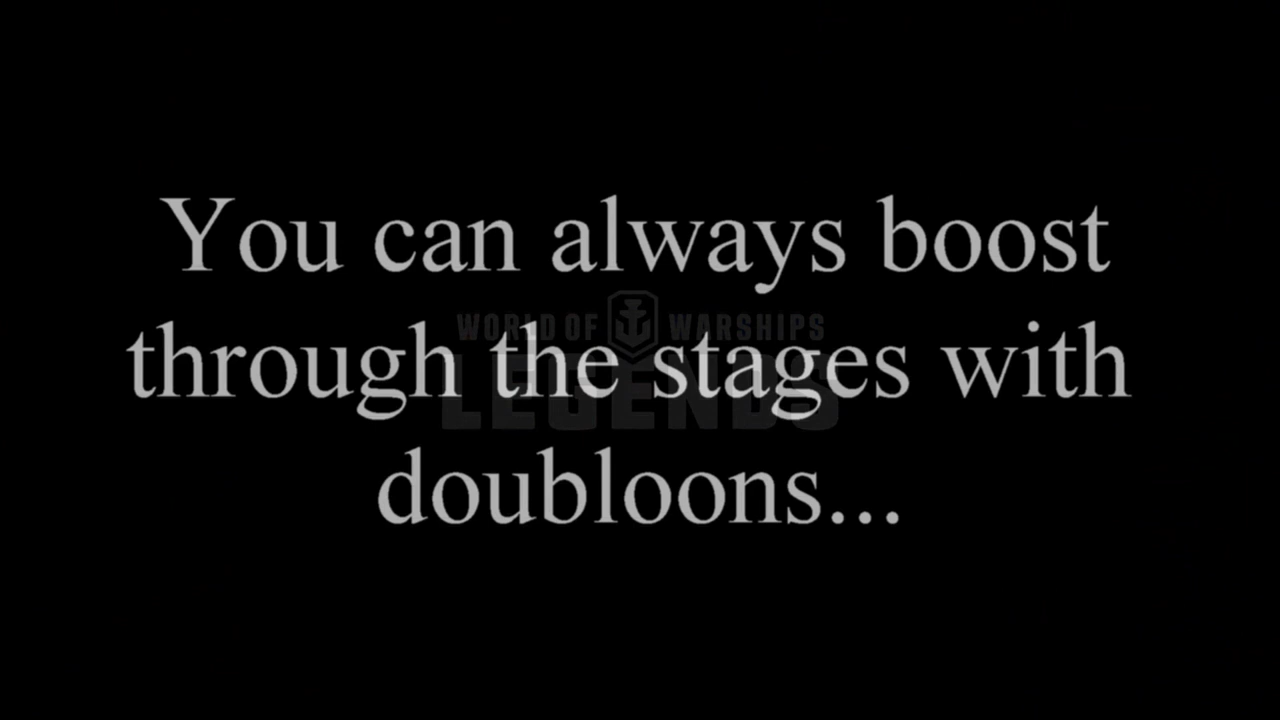 You can always boost
WORLD OF WARSHIPS
through the stages with
LEGENDS
doubloons...